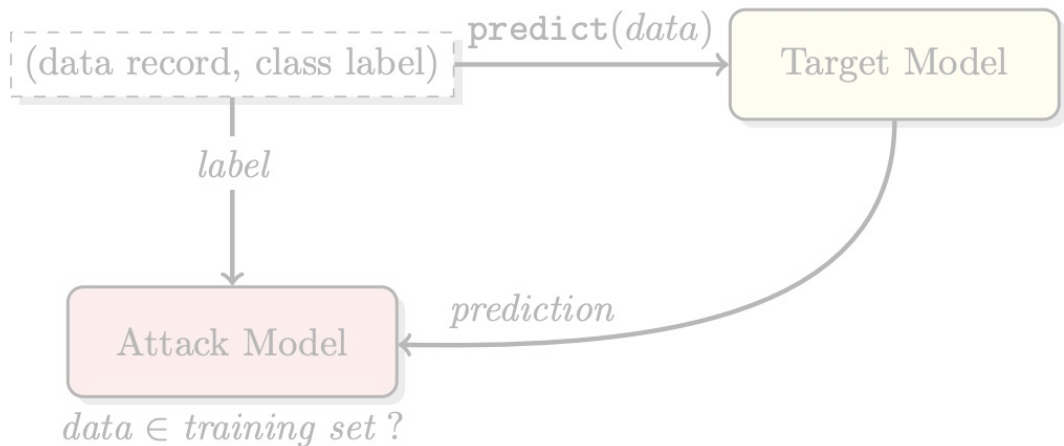 predict(data)
(data record, class label)
Target Model
label
prediction
Attack Model
data ∈ training set ?